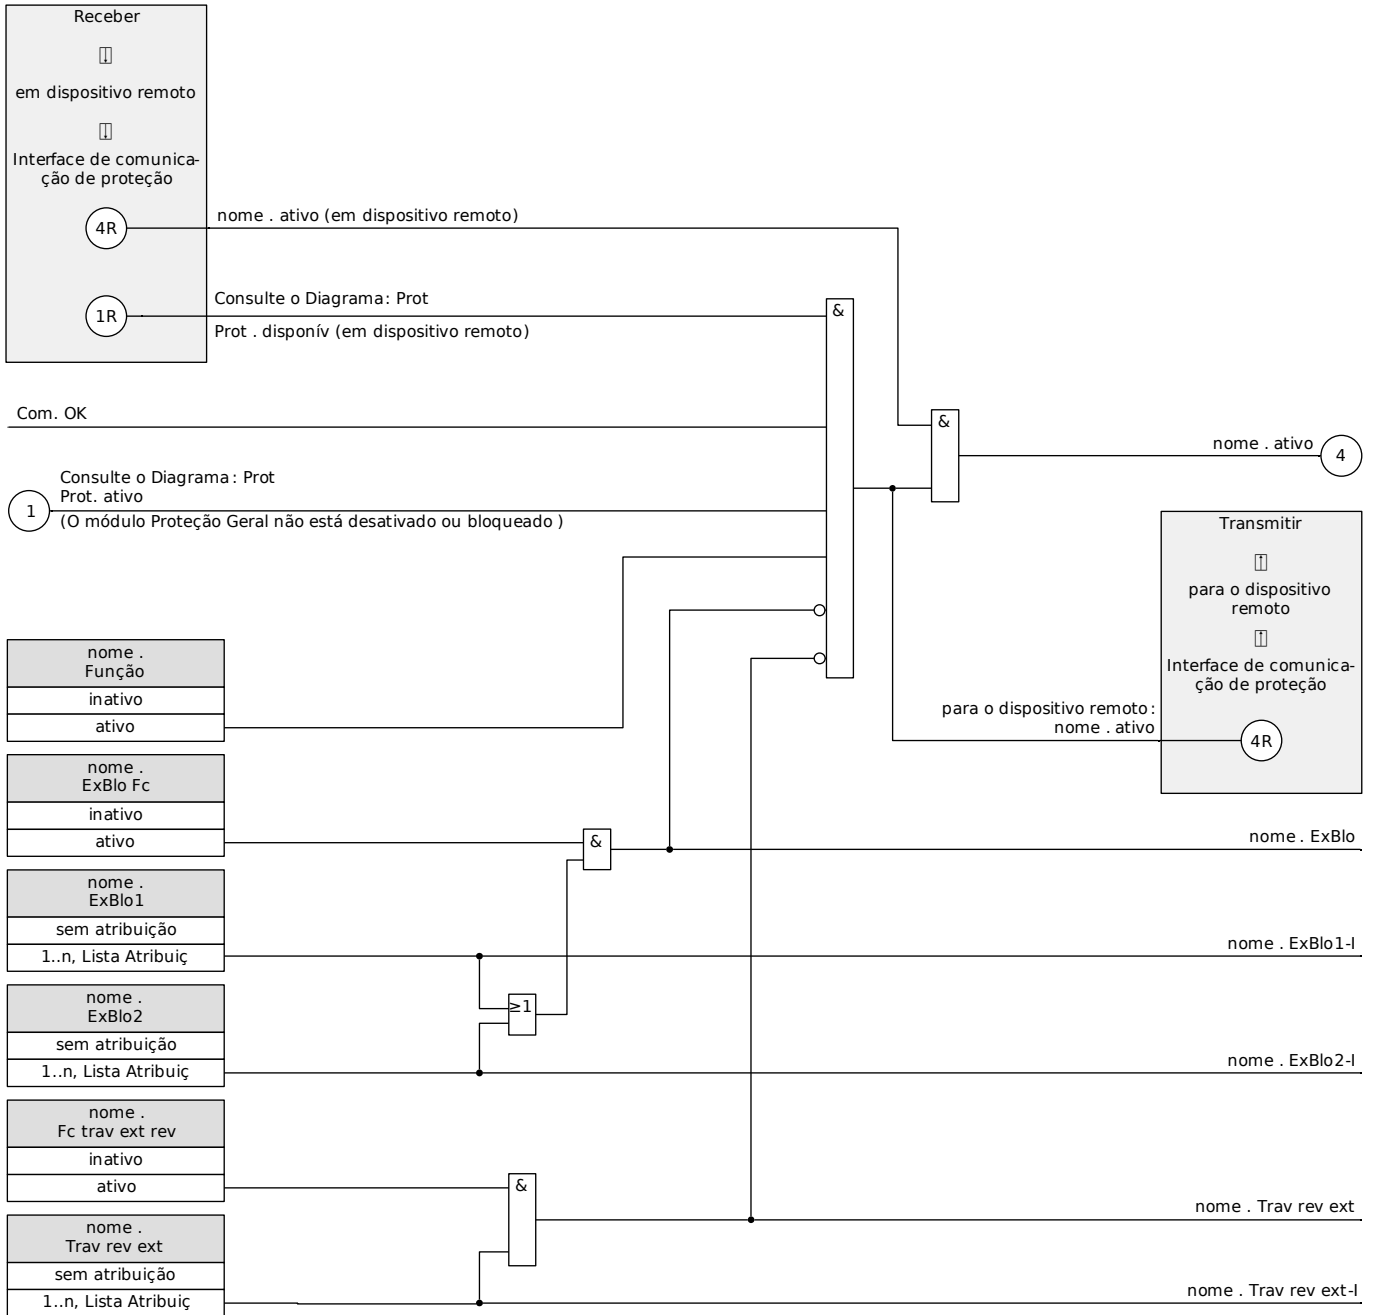 Receber
em dispositivo remoto
Interface de comunica-
ção de proteção
4R
nome . ativo (em dispositivo remoto)
1R
Consulte o Diagrama: Prot
Prot . disponív (em dispositivo remoto)
&
Com. OK
&
nome . ativo
4
1
Consulte o Diagrama: Prot
Prot. ativo
(O módulo Proteção Geral não está desativado ou bloqueado )
Transmitir
para o dispositivo
remoto
Interface de comunica-
ção de proteção
para o dispositivo remoto:
nome . ativo
4R
nome .
Função
inativo
ativo
nome .
ExBlo Fc
inativo
ativo
&
nome . ExBlo
nome .
ExBlo1
sem atribuição
1..n, Lista Atribuiç
nome . ExBlo1-I
≥1
nome .
ExBlo2
sem atribuição
1..n, Lista Atribuiç
nome . ExBlo2-I
nome .
Fc trav ext rev
inativo
ativo
&
nome . Trav rev ext
nome .
Trav rev ext
sem atribuição
1..n, Lista Atribuiç
nome . Trav rev ext-I